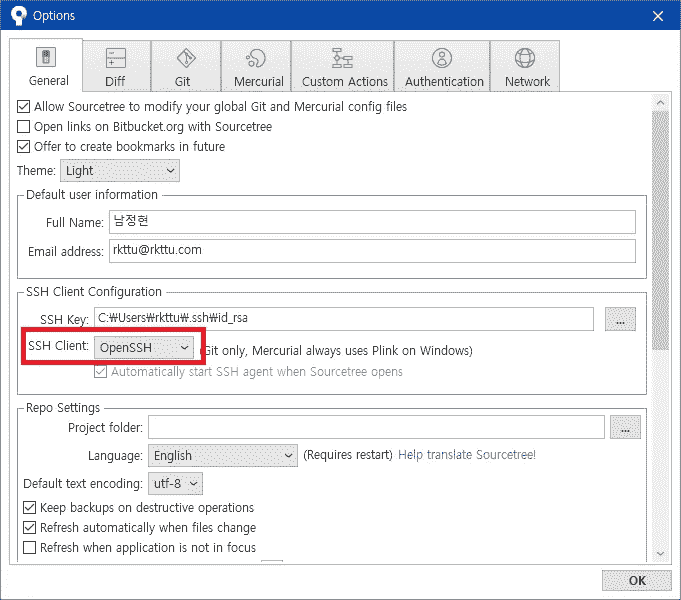 Options
General
Diff
Git
Mercurial
Custom Actions
Authentication
Network
Allow Sourcetree to modify your global Git and Mercurial config files
Open links on Bitbucket.org with Sourcetree
Offer to create bookmarks in future
Theme: Light
Default user information
Full Name: 남정현
Email address: rkttu@rkttu.com
SSH Client Configuration
SSH Key: C:₩Users₩rkttu₩.ssh₩id_rsa ...
SSH Client: OpenSSH (Git only, Mercurial always uses Plink on Windows)
Automatically start SSH agent when Sourcetree opens
Repo Settings
Project folder: ...
Language: English (Requires restart) Help translate Sourcetree!
Default text encoding: utf-8
Keep backups on destructive operations
Refresh automatically when files change
Refresh when application is not in focus
OK